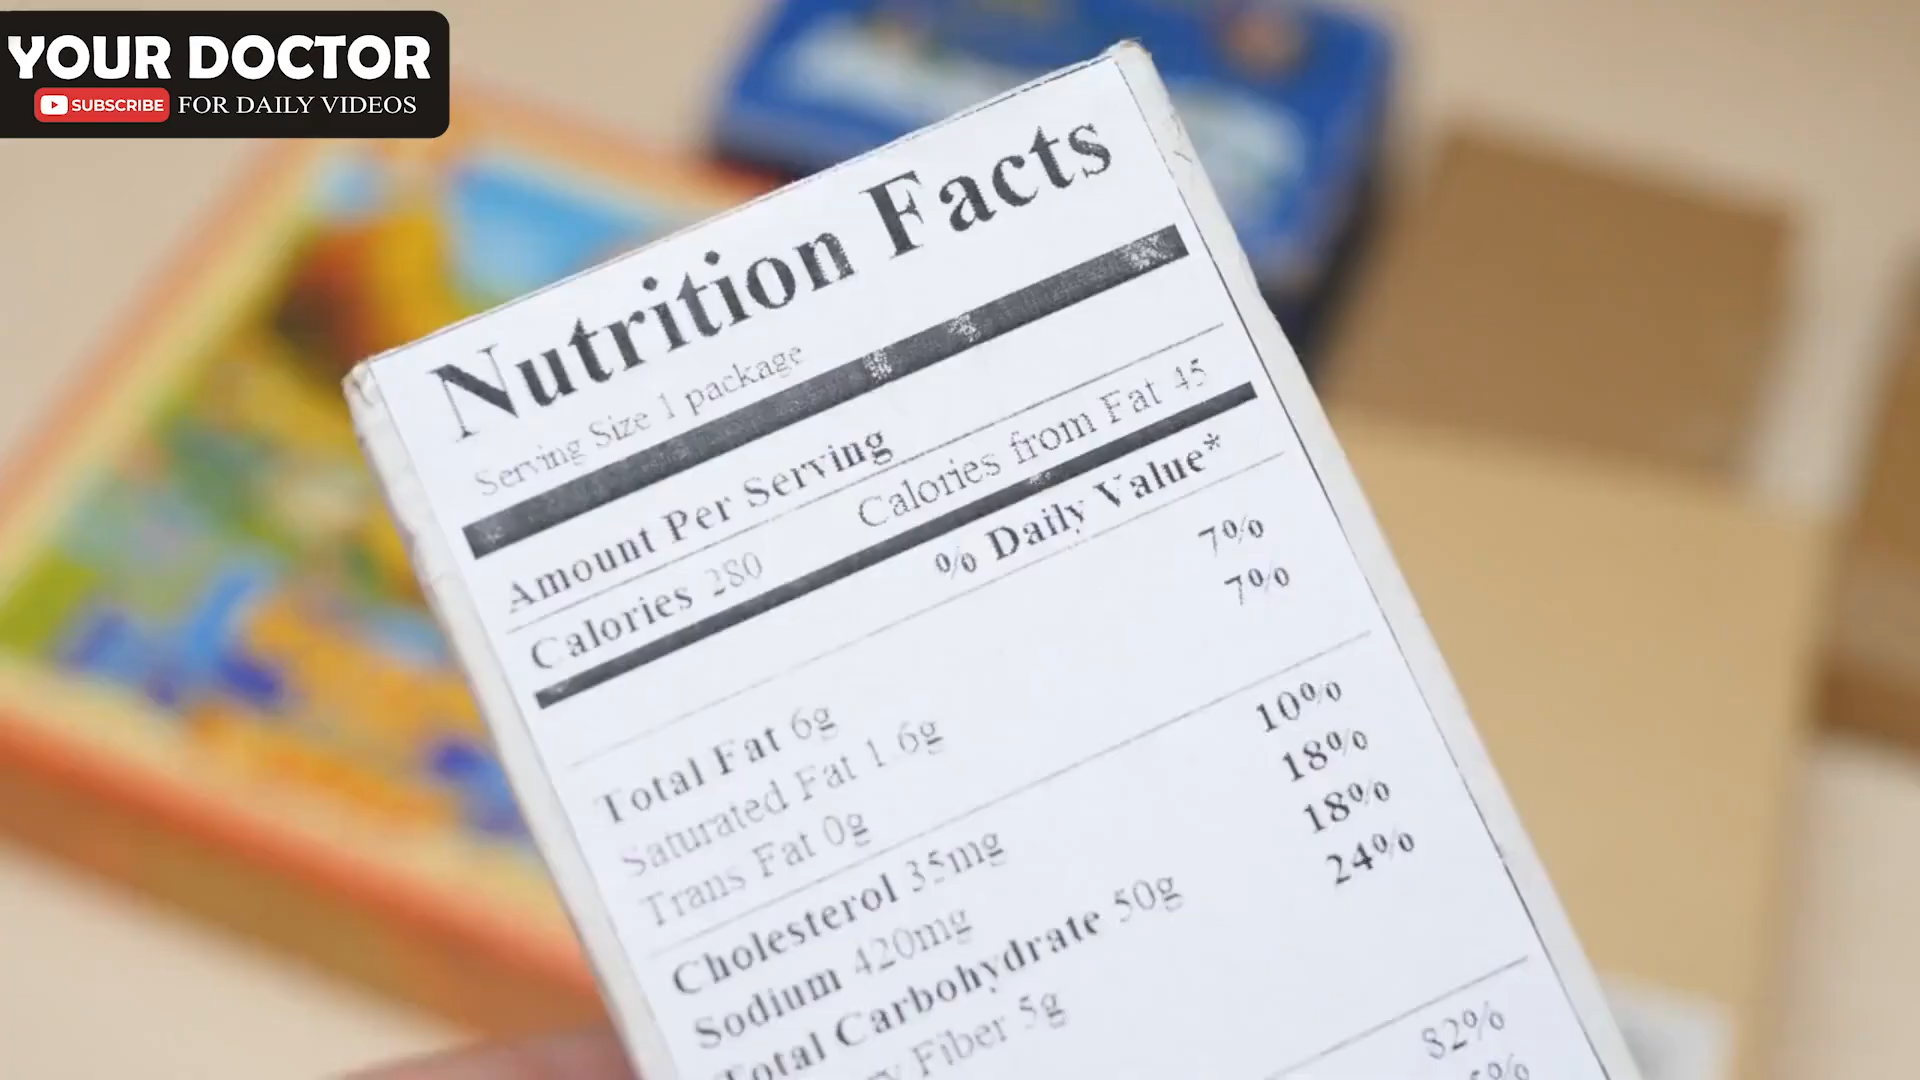 YOUR DOCTOR
SUBSCRIBE FOR DAILY VIDEOS
Nutrition Facts
Serving Size 1 package
Amount Per Serving
Calories 280 Calories from Fat 45
% Daily Value*
Total Fat 6g 7%
Saturated Fat 1.6g 7%
Trans Fat 0g
Cholesterol 35mg 10%
Sodium 420mg 18%
Total Carbohydrate 50g 18%
Fiber 5g 24%
82%